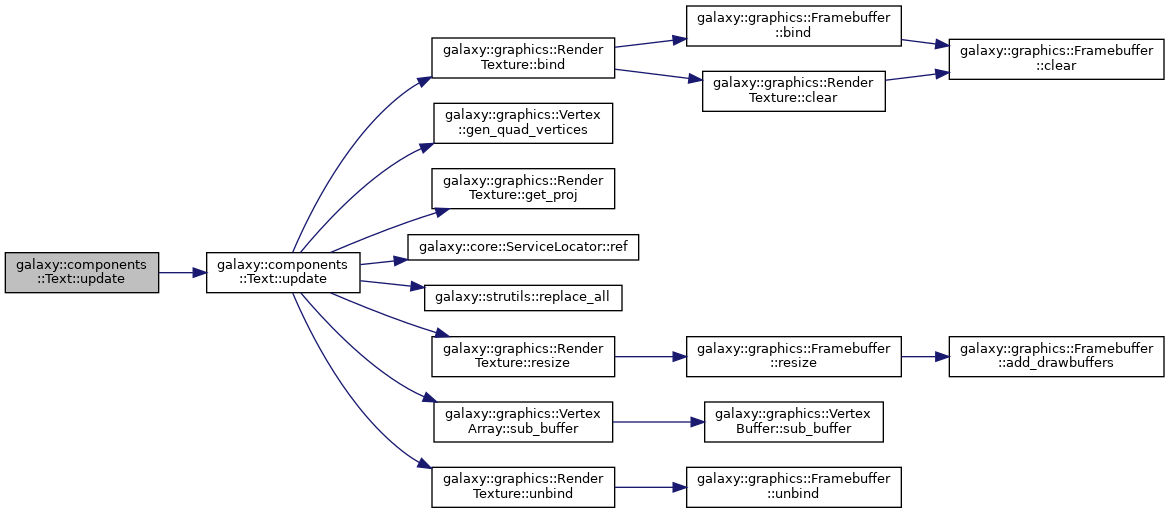 galaxy::components
::Text::update
galaxy::components
::Text::update
galaxy::graphics::Render
Texture::bind
galaxy::graphics::Framebuffer
::bind
galaxy::graphics::Framebuffer
::clear
galaxy::graphics::Render
Texture::clear
galaxy::graphics::Vertex
::gen_quad_vertices
galaxy::graphics::Render
Texture::get_proj
galaxy::core::ServiceLocator::ref
galaxy::strutils::replace_all
galaxy::graphics::Render
Texture::resize
galaxy::graphics::Framebuffer
::resize
galaxy::graphics::Framebuffer
::add_drawbuffers
galaxy::graphics::Vertex
Array::sub_buffer
galaxy::graphics::Vertex
Buffer::sub_buffer
galaxy::graphics::Render
Texture::unbind
galaxy::graphics::Framebuffer
::unbind